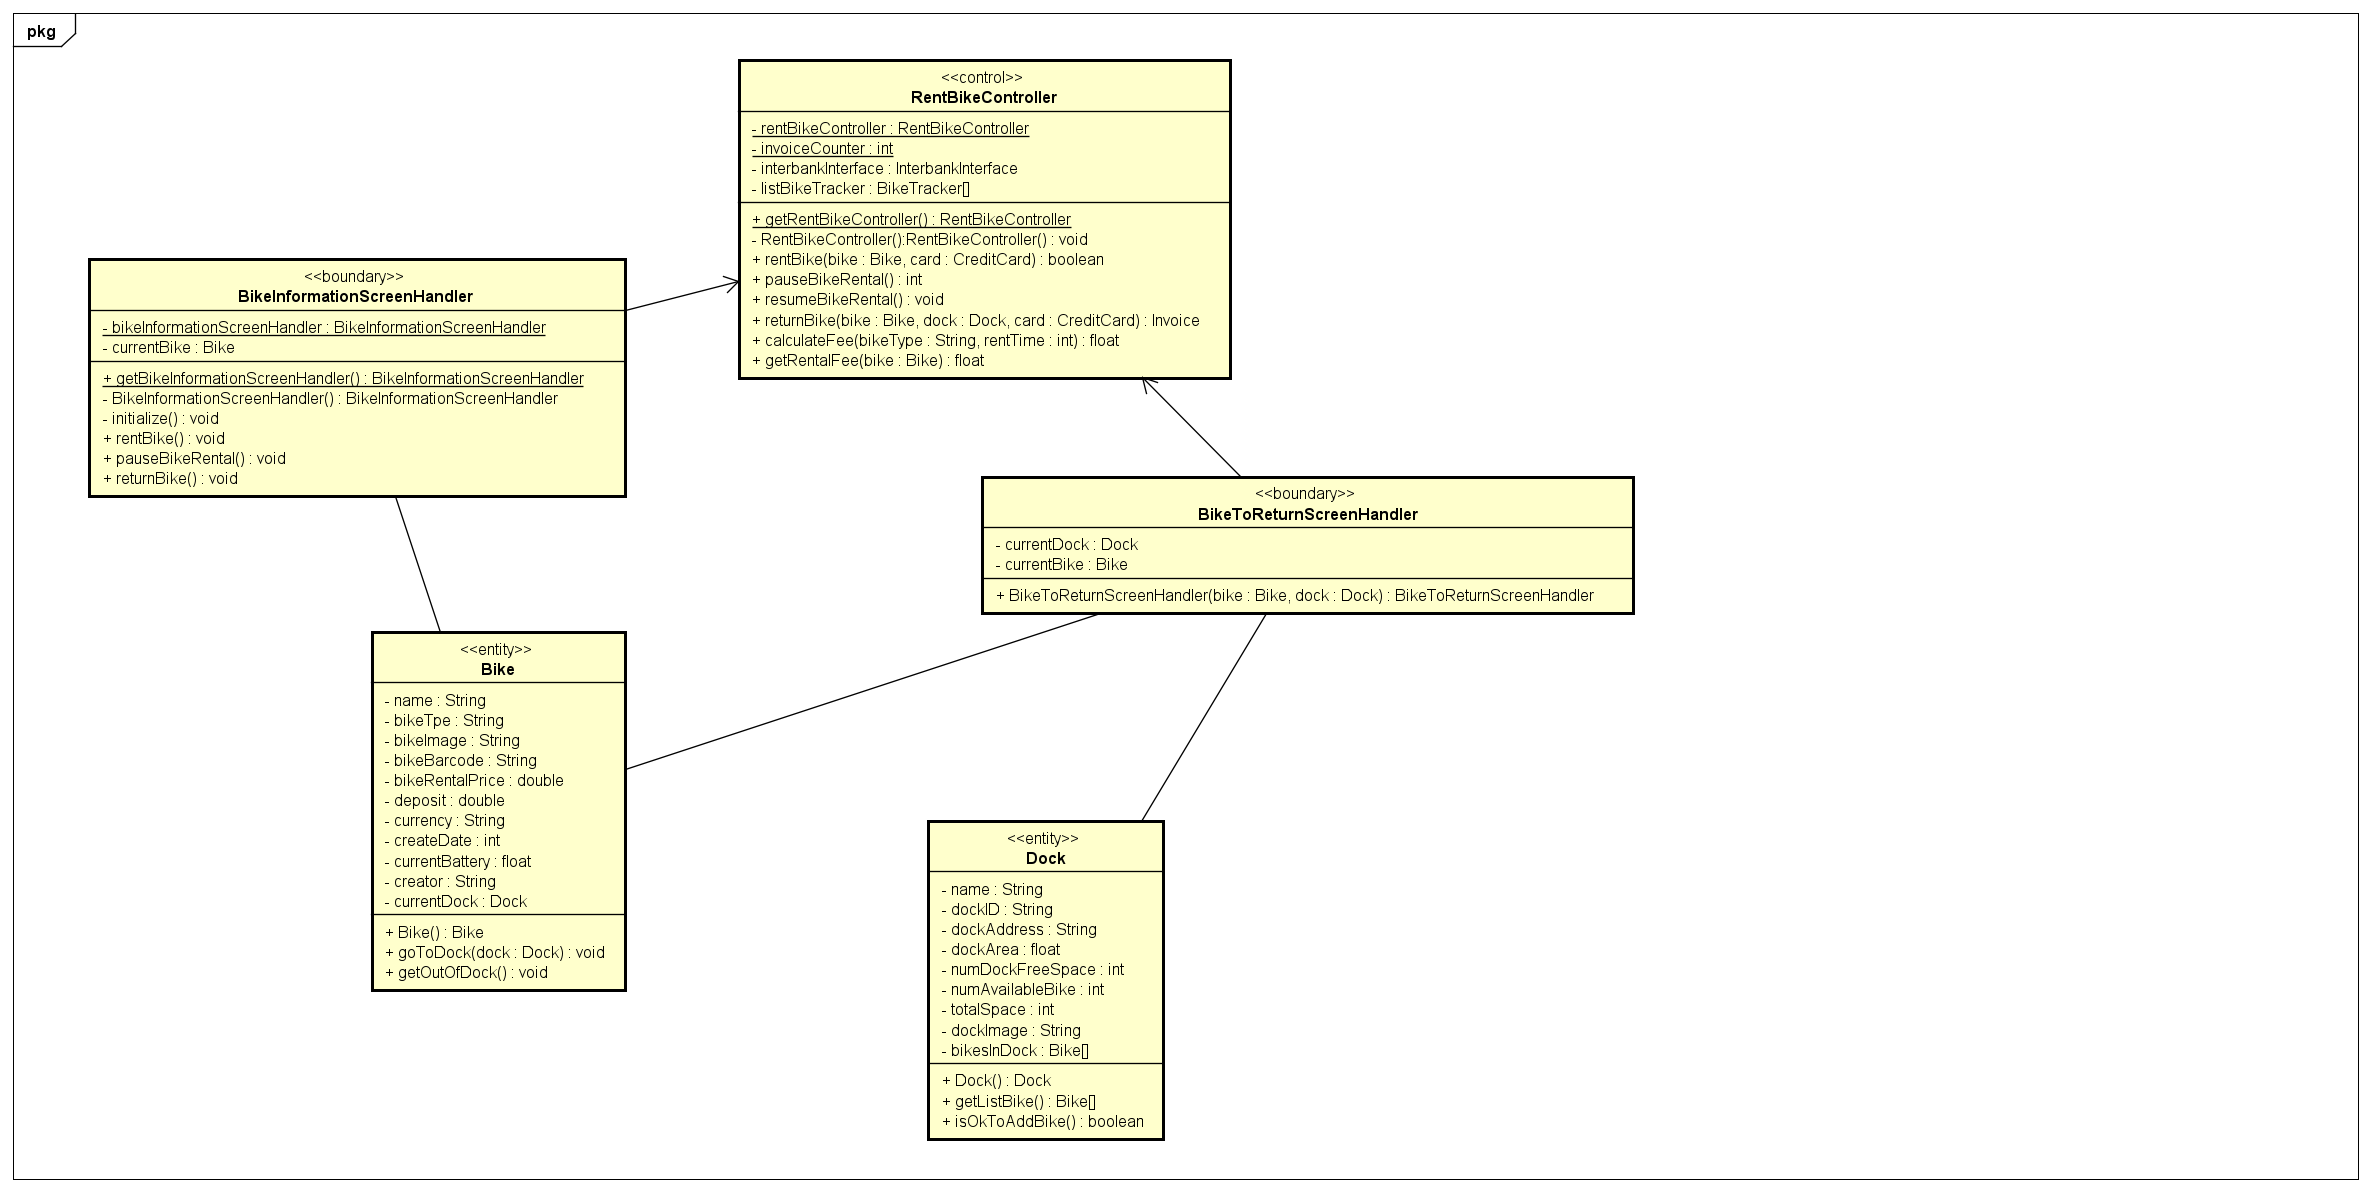 pkg
<<control>>
RentBikeController
- rentBikeController : RentBikeController
- invoiceCounter : int
- interbankInterface : InterbankInterface
- listBikeTracker : BikeTracker[]
+ getRentBikeController() : RentBikeController
- RentBikeController():RentBikeController() : void
+ rentBike(bike : Bike, card : CreditCard) : boolean
+ pauseBikeRental() : int
+ resumeBikeRental() : void
+ returnBike(bike : Bike, dock : Dock, card : CreditCard) : Invoice
+ calculateFee(bikeType : String, rentTime : int) : float
+ getRentalFee(bike : Bike) : float
<<boundary>>
BikeInformationScreenHandler
- bikeInformationScreenHandler : BikeInformationScreenHandler
- currentBike : Bike
+ getBikeInformationScreenHandler() : BikeInformationScreenHandler
- BikeInformationScreenHandler() : BikeInformationScreenHandler
- initialize() : void
+ rentBike() : void
+ pauseBikeRental() : void
+ returnBike() : void
<<boundary>>
BikeToReturnScreenHandler
- currentDock : Dock
- currentBike : Bike
+ BikeToReturnScreenHandler(bike : Bike, dock : Dock) : BikeToReturnScreenHandler
<<entity>>
Bike
- name : String
- bikeTpe : String
- bikeImage : String
- bikeBarcode : String
- bikeRentalPrice : double
- deposit : double
- currency : String
- createDate : int
- currentBattery : float
- creator : String
- currentDock : Dock
+ Bike() : Bike
+ goToDock(dock : Dock) : void
+ getOutOfDock() : void
<<entity>>
Dock
- name : String
- dockID : String
- dockAddress : String
- dockArea : float
- numDockFreeSpace : int
- numAvailableBike : int
- totalSpace : int
- dockImage : String
- bikesInDock : Bike[]
+ Dock() : Dock
+ getListBike() : Bike[]
+ isOkToAddBike() : boolean